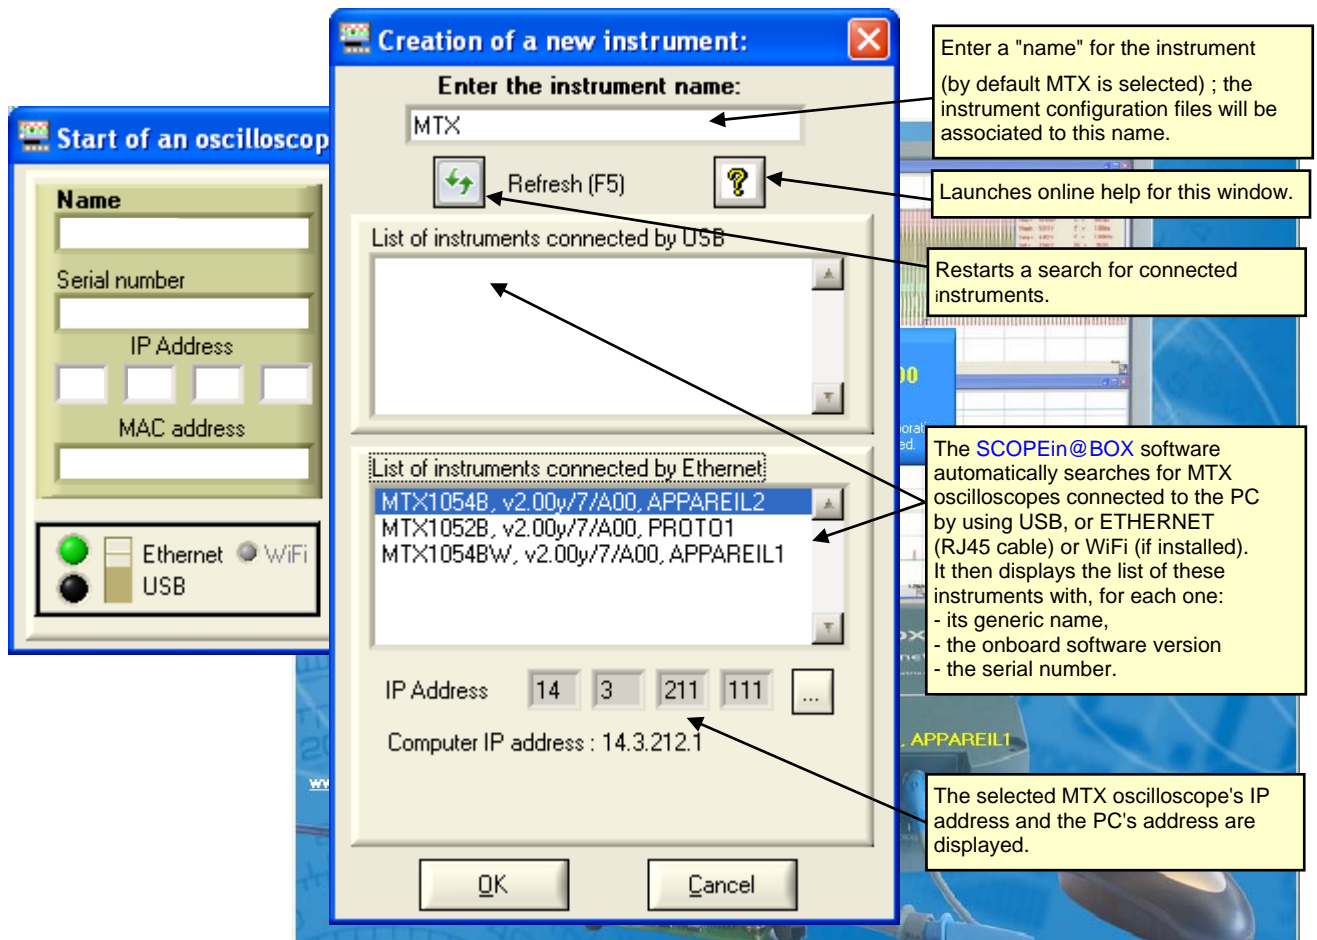 Creation of a new instrument:
Enter the instrument name:
MTX
Refresh (F5)
?
List of instruments connected by USB
List of instruments connected by Ethernet
MTX1054B, v2.00y/7/A00, APPAREIL2
MTX1052B, v2.00y/7/A00, PROTO1
MTX1054BW, v2.00y/7/A00, APPAREIL1
IP Address 14 3 211 111 ...
Computer IP address : 14.3.212.1
OK Cancel
Start of an oscilloscop
Name
Serial number
IP Address
MAC address
Ethernet WiFi
USB
Enter a "name" for the instrument
(by default MTX is selected) ; the
instrument configuration files will be
associated to this name.
Launches online help for this window.
Restarts a search for connected
instruments.
The SCOPEin@BOX software
automatically searches for MTX
oscilloscopes connected to the PC
by using USB, or ETHERNET
(RJ45 cable) or WiFi (if installed).
It then displays the list of these
instruments with, for each one:
- its generic name,
- the onboard software version
- the serial number.
, APPAREIL1
The selected MTX oscilloscope's IP
address and the PC's address are
displayed.